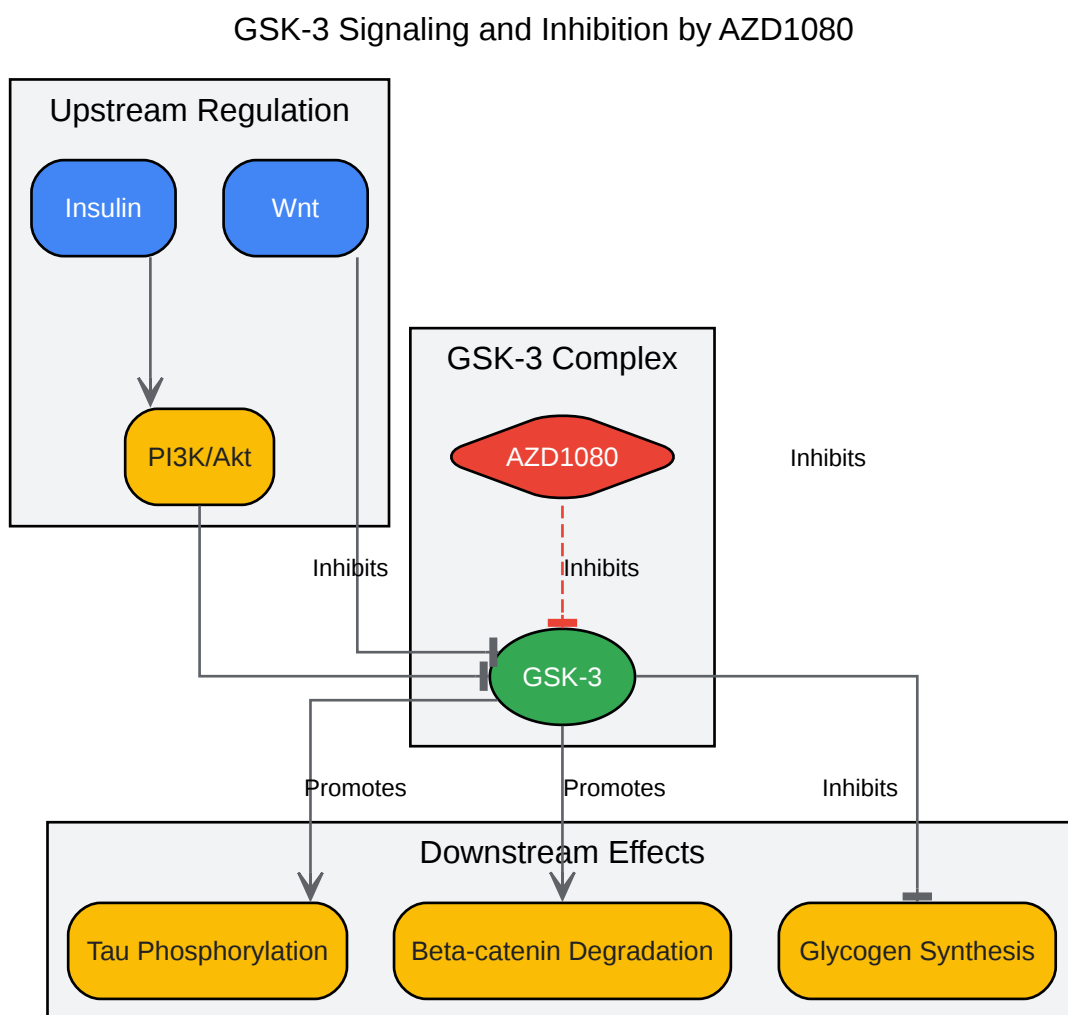 GSK-3 Signaling and Inhibition by AZD1080
Upstream Regulation
Insulin
Wnt
GSK-3 Complex
PI3K/Akt
AZD1080
Inhibits
Inhibits
Inhibits
GSK-3
Promotes
Promotes
Inhibits
Downstream Effects
Tau Phosphorylation
Beta-catenin Degradation
Glycogen Synthesis